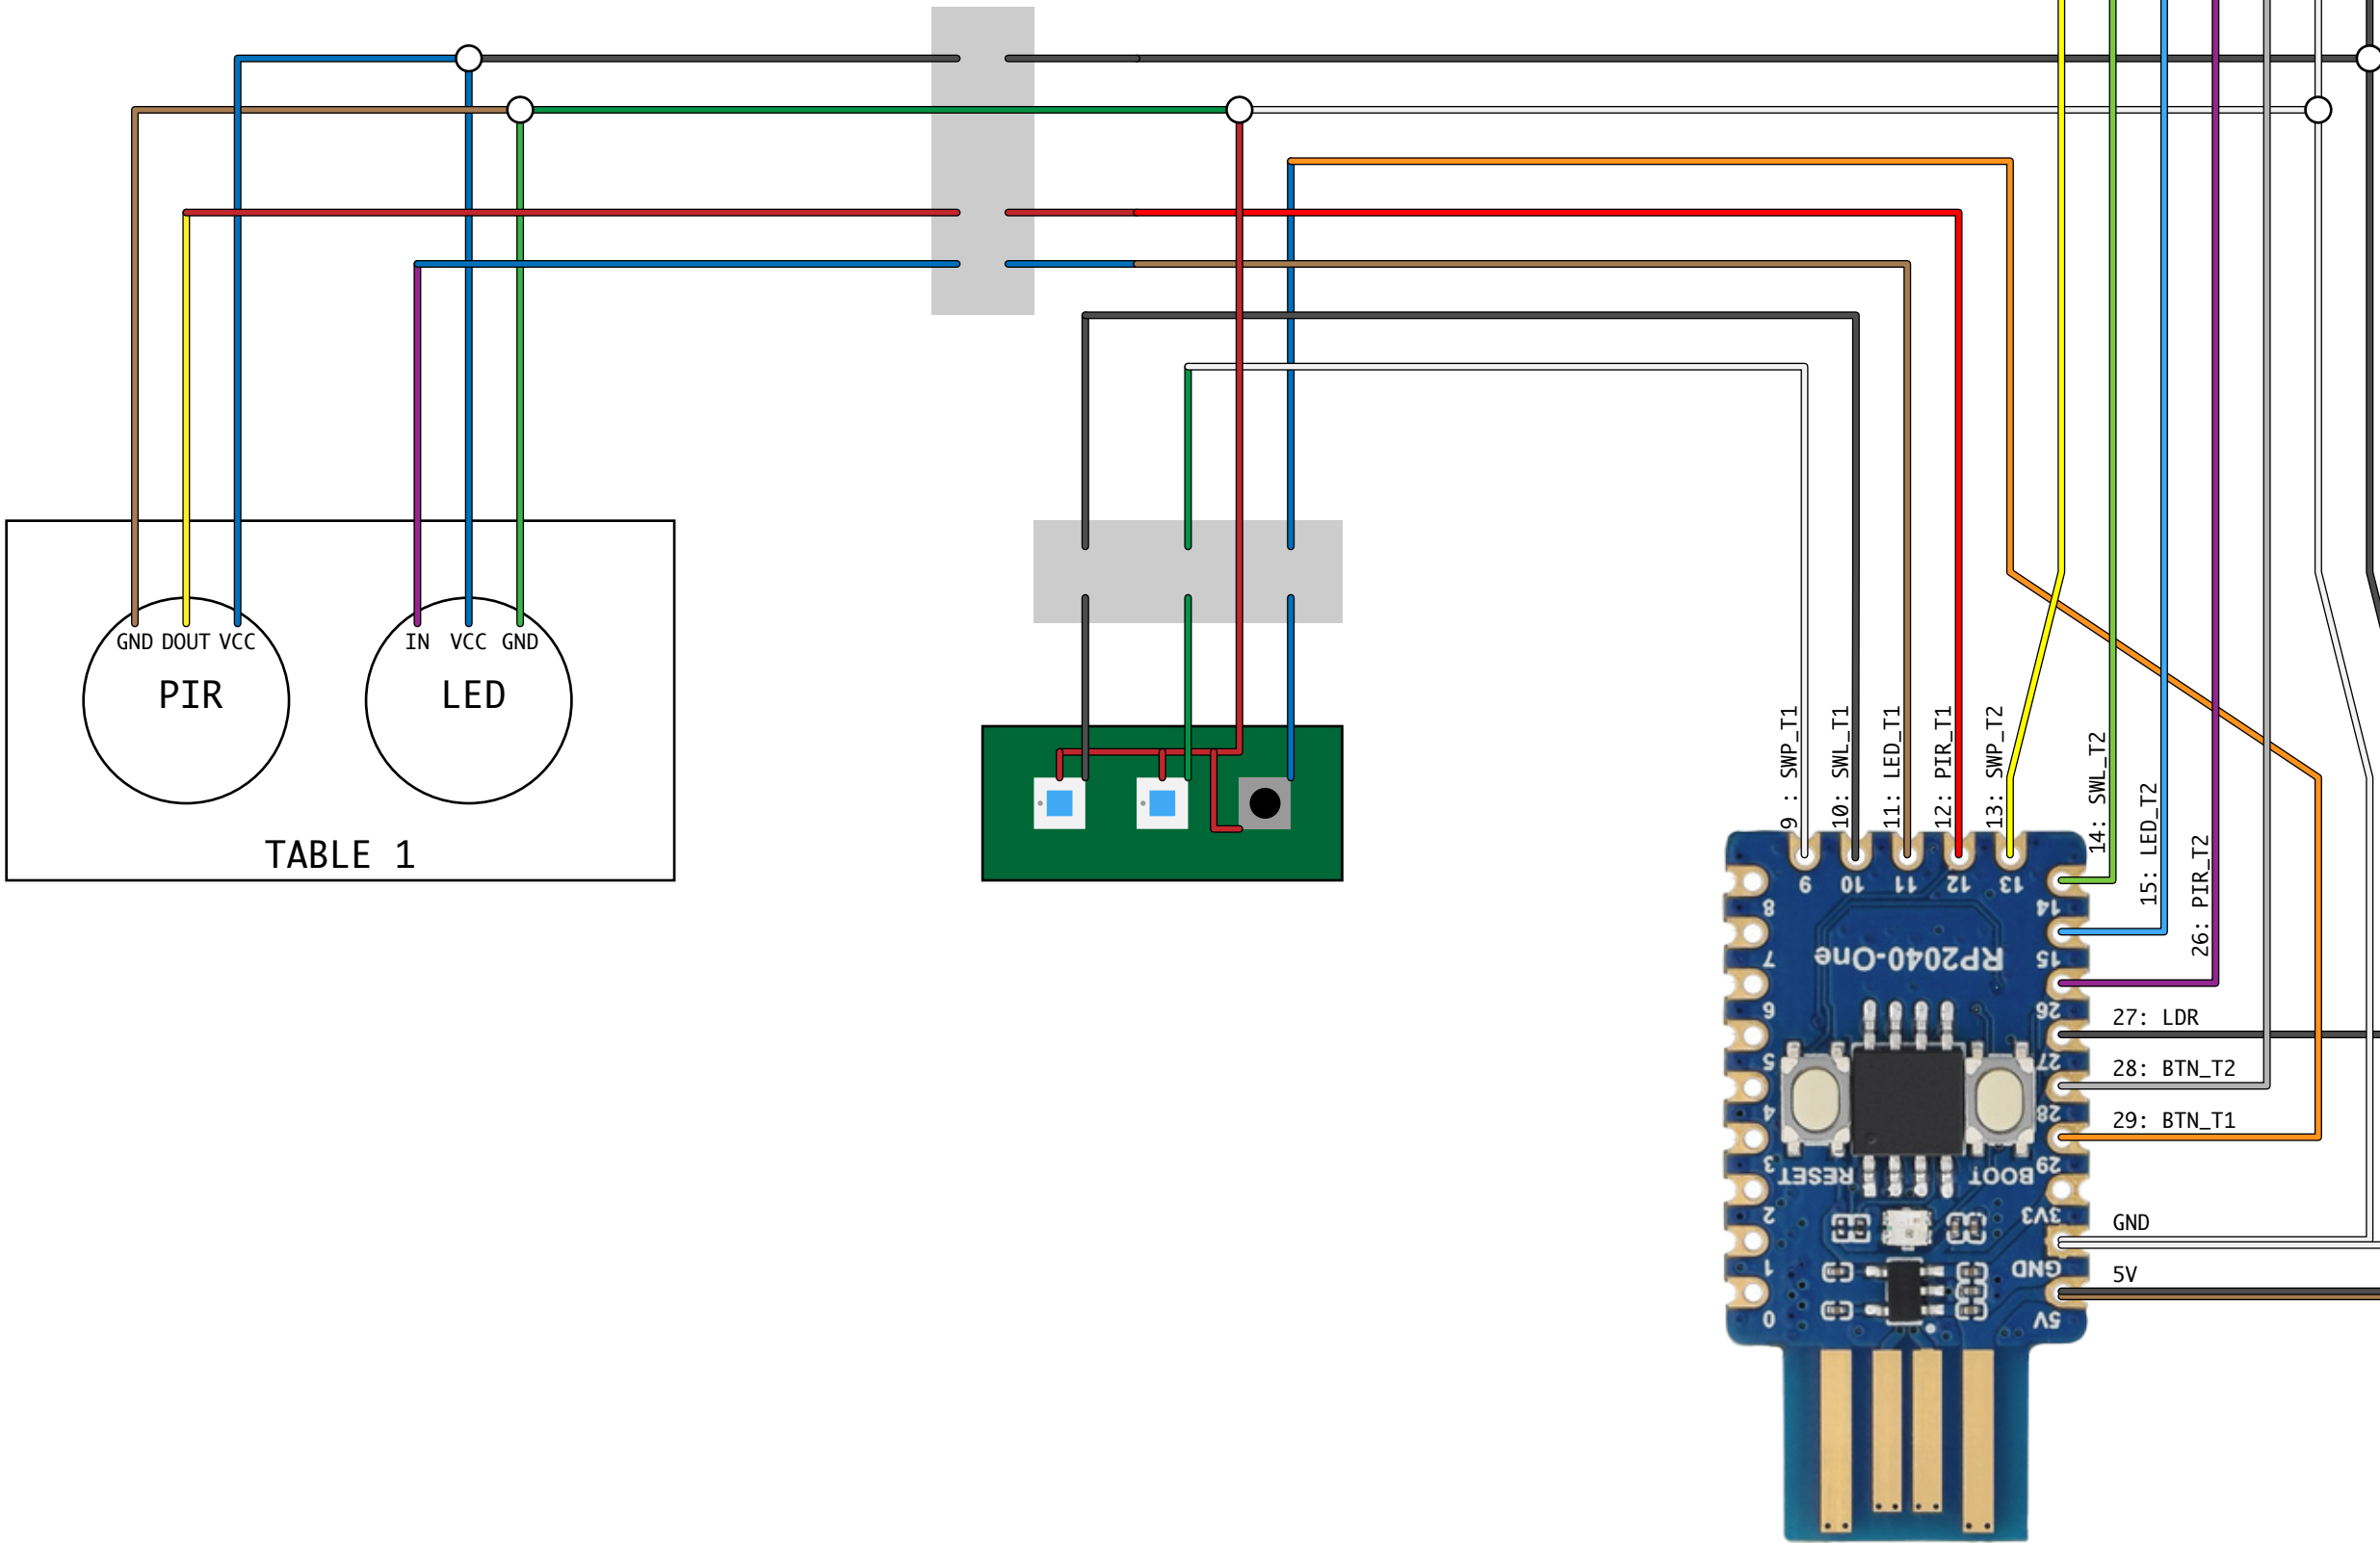 GND DOUT VCC
PIR
IN VCC GND
LED
TABLE 1
9 : SWP_T1
10: SWL_T1
11: LED_T1
12: PIR_T1
13: SWP_T2
14: SWL_T2
15: LED_T2
26: PIR_T2
27: LDR
28: BTN_T2
29: BTN_T1
GND
5V
9 10 11 12 13
8
7
6
5
4
3
2
1
0
14
15
26
27
28
29
3V3
GND
5V
RP2040-One
RESET
BOOT